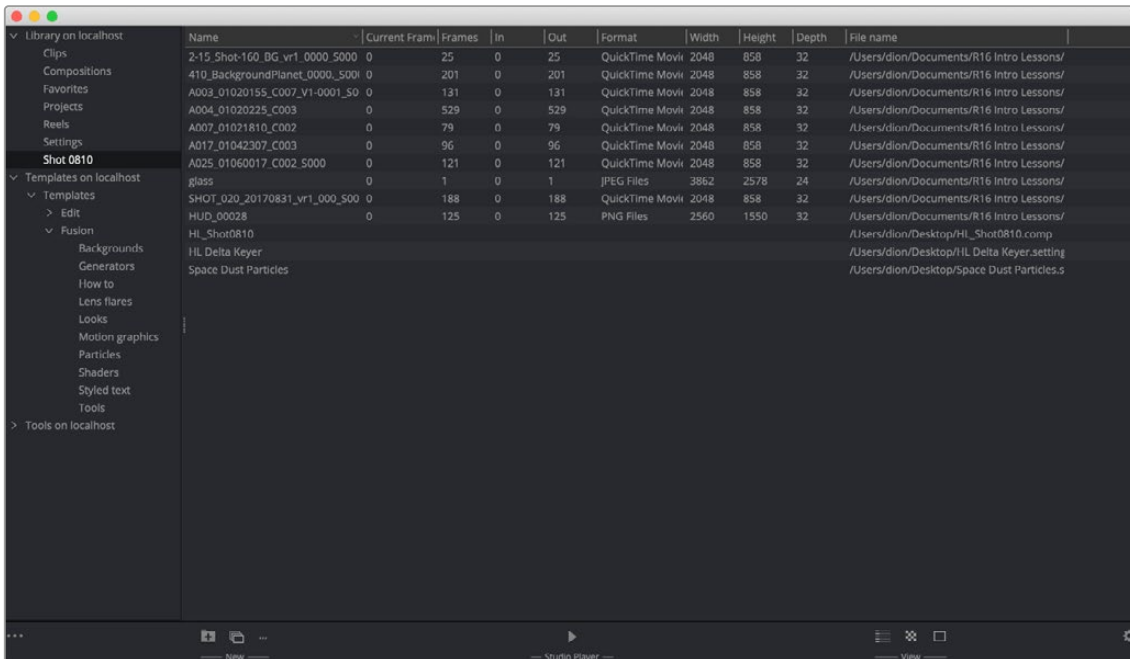 Library on localhost
Clips
Compositions
Favorites
Projects
Reels
Settings
Shot 0810
Templates on localhost
Templates
Edit
Fusion
Backgrounds
Generators
How to
Lens flares
Looks
Motion graphics
Particles
Shaders
Styled text
Tools
Tools on localhost
Name Current Fram Frames In Out Format Width Height Depth File name
2-15_Shot-160_BG_vr1_0000_S000 0 25 0 25 QuickTime Movi 2048 858 32 /Users/dion/Documents/R16 Intro Lessons/
410_BackgroundPlanet_0000._S00 0 201 0 201 QuickTime Movi 2048 858 32 /Users/dion/Documents/R16 Intro Lessons/
A003_01020155_C007_V1-0001_S0 0 131 0 131 QuickTime Movi 2048 858 32 /Users/dion/Documents/R16 Intro Lessons/
A004_01020225_C003 0 529 0 529 QuickTime Movi 2048 858 32 /Users/dion/Documents/R16 Intro Lessons/
A007_01021810_C002 0 79 0 79 QuickTime Movi 2048 858 32 /Users/dion/Documents/R16 Intro Lessons/
A017_01042307_C003 0 96 0 96 QuickTime Movi 2048 858 32 /Users/dion/Documents/R16 Intro Lessons/
A025_01060017_C002_S000 0 121 0 121 QuickTime Movi 2048 858 32 /Users/dion/Documents/R16 Intro Lessons/
glass 0 1 0 1 JPEG Files 3862 2578 24 /Users/dion/Documents/R16 Intro Lessons/
SHOT_020_20170831_vr1_000_S00 0 188 0 188 QuickTime Movi 2048 858 32 /Users/dion/Documents/R16 Intro Lessons/
HUD_00028 0 125 0 125 PNG Files 2560 1550 32 /Users/dion/Documents/R16 Intro Lessons/
HL_Shot0810 /Users/dion/Desktop/HL_Shot0810.comp
HL Delta Keyer /Users/dion/Desktop/HL Delta Keyer.setting
Space Dust Particles /Users/dion/Desktop/Space Dust Particles.s
New Studio Player View